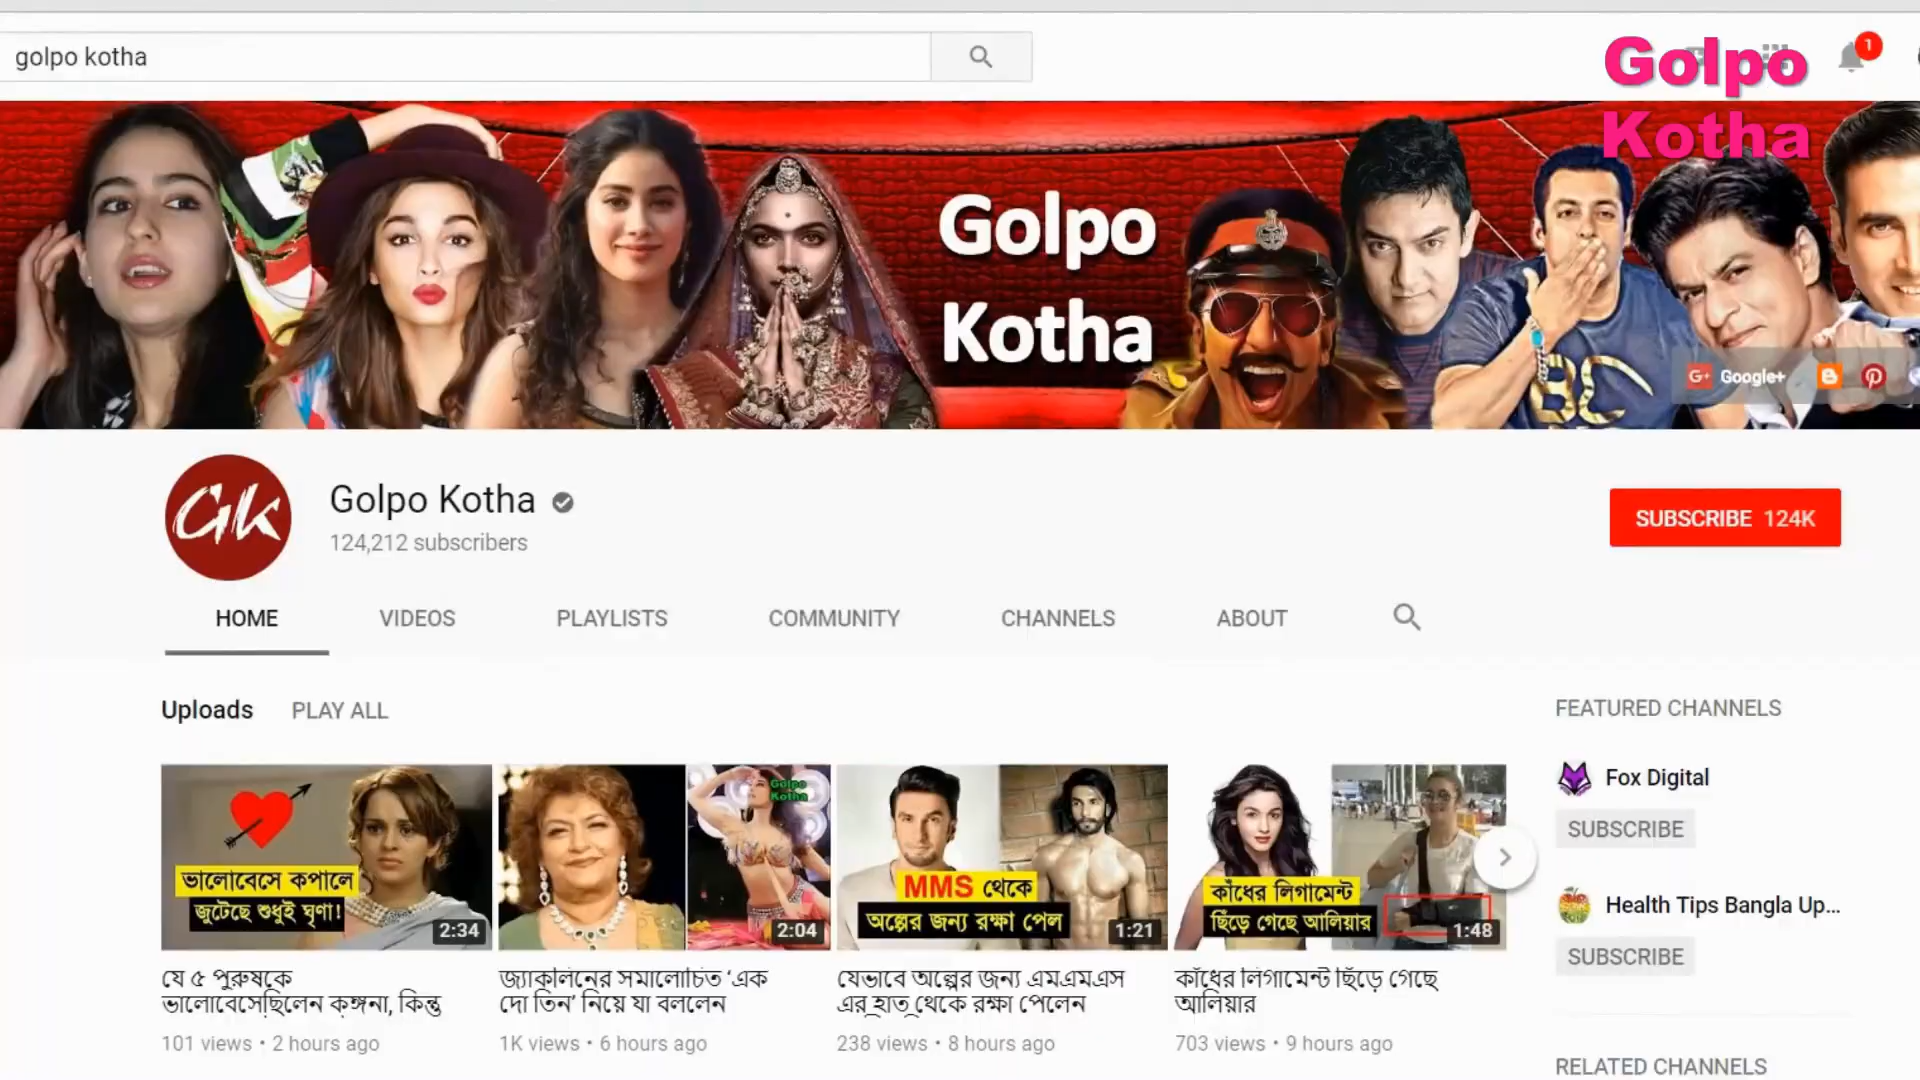 golpo kotha
1
Golpo
Kotha
Golpo
Kotha
G+ Google+
Gk
Golpo Kotha
124,212 subscribers
SUBSCRIBE 124K
HOME VIDEOS PLAYLISTS COMMUNITY CHANNELS ABOUT
Uploads PLAY ALL
FEATURED CHANNELS
ভালোবেসে কপালে
জুটেছে শুধুই ঘৃণা!
2:34
Golpo
Kotha
2:04
MMS থেকে
অল্পের জন্য রক্ষা পেল
1:21
কাঁধের লিগামেন্ট
ছিঁড়ে গেছে আলিয়ার
1:48
Fox Digital
SUBSCRIBE
Health Tips Bangla Up...
SUBSCRIBE
যে ৫ পুরুষকে
ভালোবেসেছিলেন কঙ্গনা, কিন্তু
101 views • 2 hours ago
জ্যাকলিনের সমালোচিত ‘এক
দো তিন’ নিয়ে যা বললেন
1K views • 6 hours ago
যেভাবে অল্পের জন্য এমএমএস
এর হাত থেকে রক্ষা পেলেন
238 views • 8 hours ago
কাঁধের লিগামেন্ট ছিঁড়ে গেছে
আলিয়ার
703 views • 9 hours ago
RELATED CHANNELS